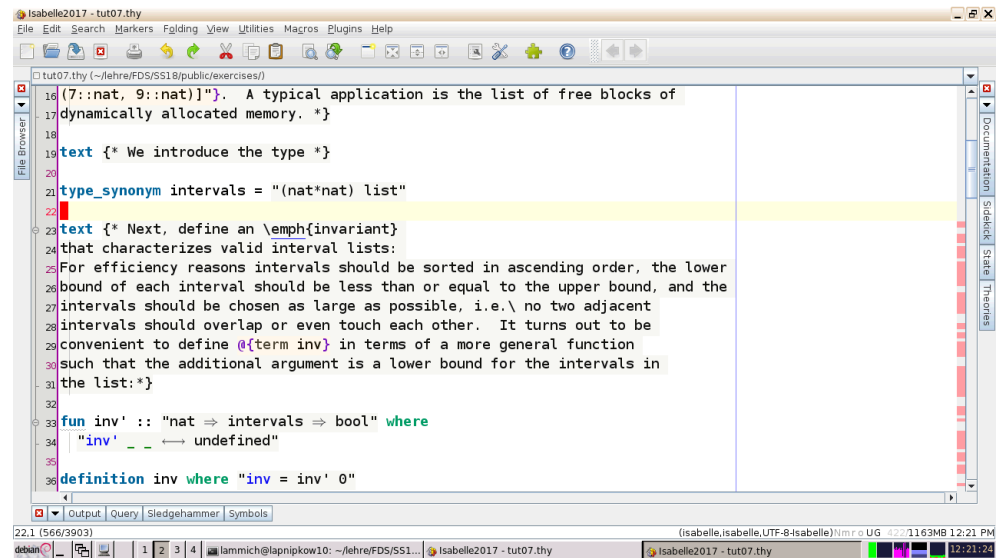 Isabelle2017 - tut07.thy
File Edit Search Markers Folding View Utilities Macros Plugins Help
tut07.thy (~/lehre/FDS/SS18/public/exercises/)
16 (7::nat, 9::nat)]"}.  A typical application is the list of free blocks of
17 dynamically allocated memory. *}
18
19 text {* We introduce the type *}
20
21 type_synonym intervals = "(nat*nat) list"
22
23 text {* Next, define an \emph{invariant}
24 that characterizes valid interval lists:
25 For efficiency reasons intervals should be sorted in ascending order, the lower
26 bound of each interval should be less than or equal to the upper bound, and the
27 intervals should be chosen as large as possible, i.e.\ no two adjacent
28 intervals should overlap or even touch each other.  It turns out to be
29 convenient to define @{term inv} in terms of a more general function
30 such that the additional argument is a lower bound for the intervals in
31 the list:*}
32
33 fun inv' :: "nat ⇒ intervals ⇒ bool" where
34 "inv' _ _ ⟷ undefined"
35
36 definition inv where "inv = inv' 0"
File Browser
Documentation
Sidekick
State
Theories
Output Query Sledgehammer Symbols
22,1 (566/3903)
(isabelle,isabelle,UTF-8-Isabelle) N m r o UG 422/1163MB 12:21 PM
debian 1 2 3 4 lammich@lapnipkow10: ~/lehre/FDS/SS1... Isabelle2017 - tut07.thy Isabelle2017 - tut07.thy 12:21:24